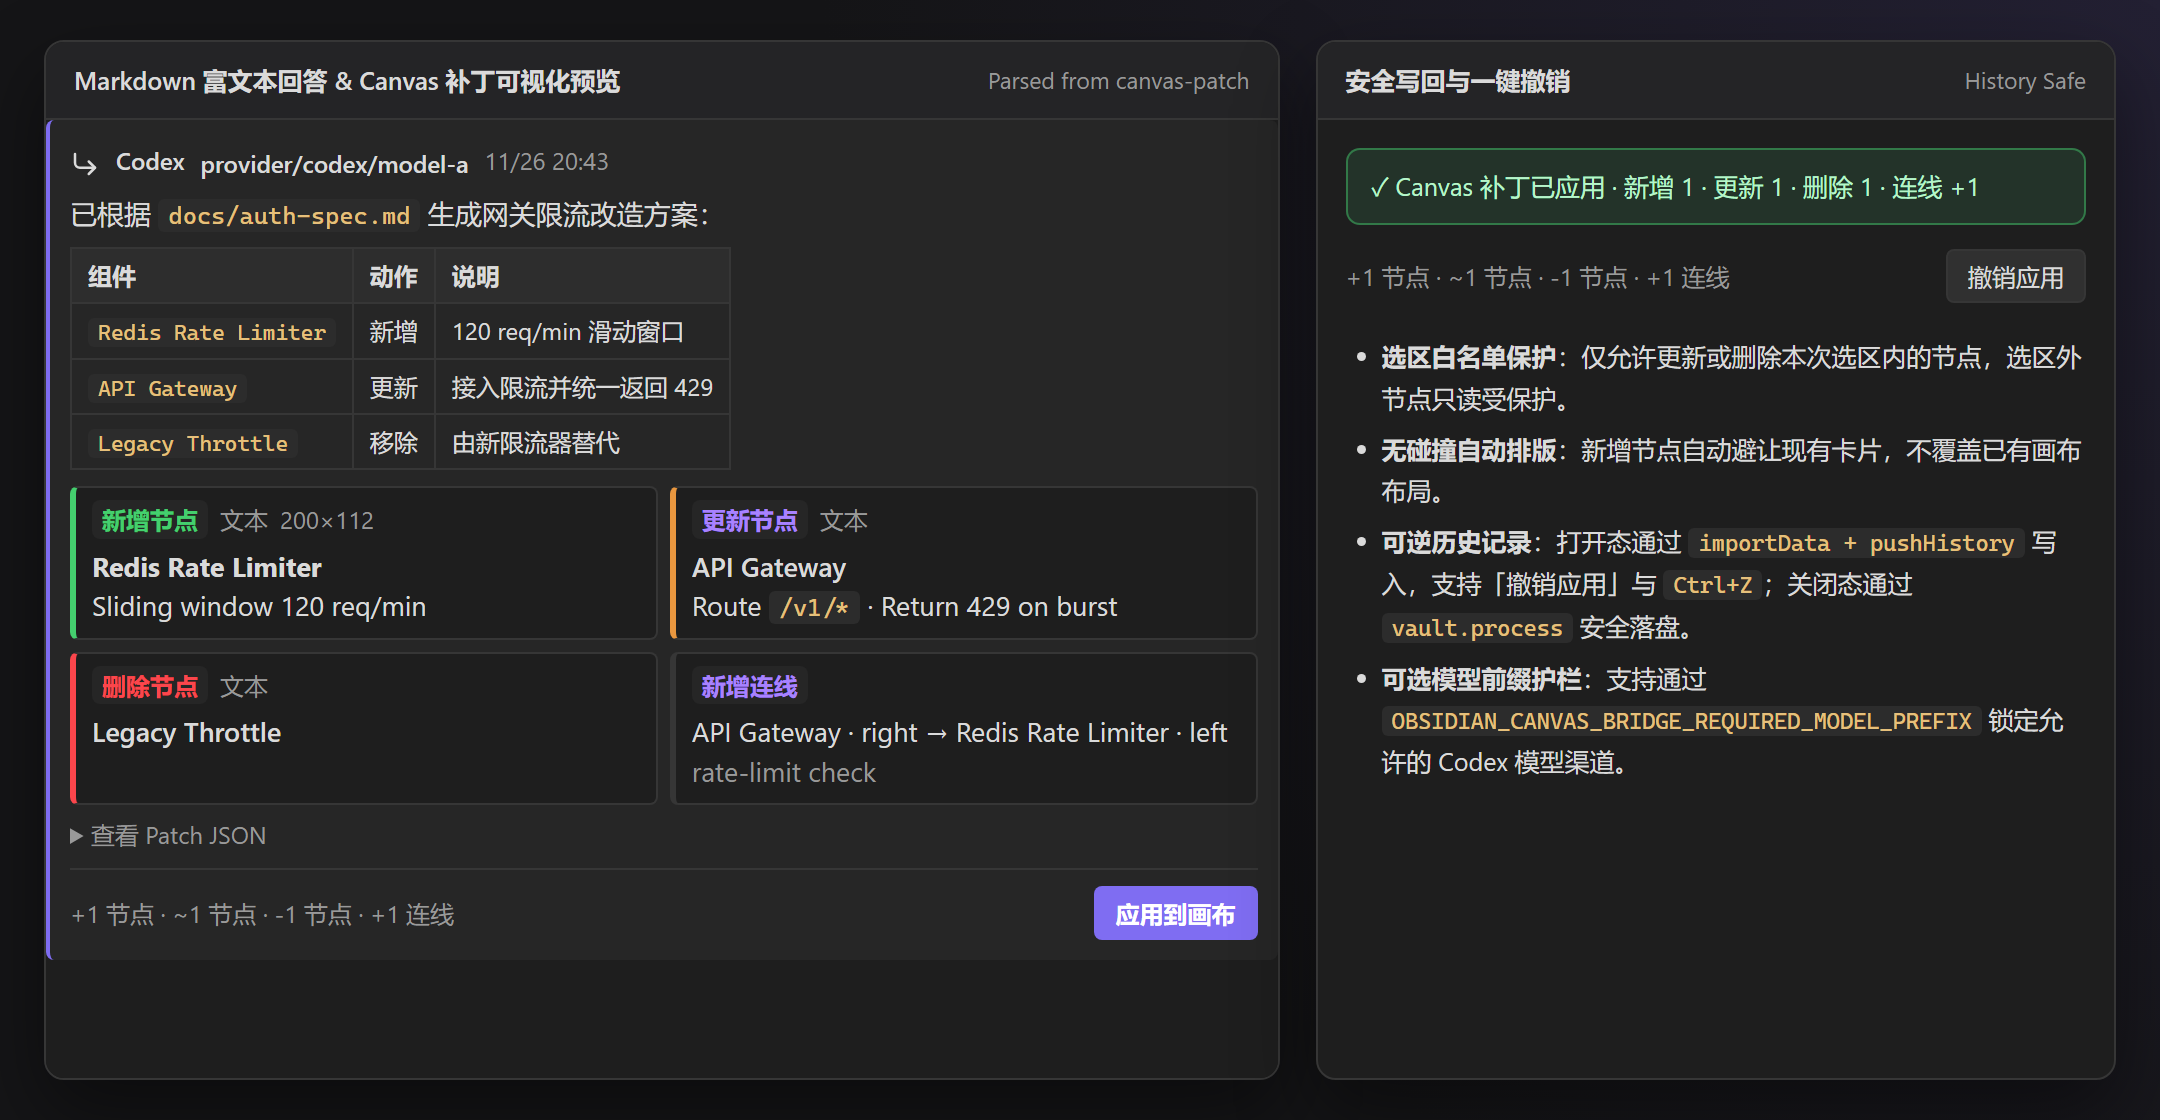 Markdown 富文本回答 & Canvas 补丁可视化预览
Parsed from canvas-patch
Codex provider/codex/model-a 11/26 20:43
已根据 docs/auth-spec.md 生成网关限流改造方案：
组件 动作 说明
Redis Rate Limiter 新增 120 req/min 滑动窗口
API Gateway 更新 接入限流并统一返回 429
Legacy Throttle 移除 由新限流器替代
新增节点 文本 200×112
Redis Rate Limiter
Sliding window 120 req/min
更新节点 文本
API Gateway
Route /v1/* · Return 429 on burst
删除节点 文本
Legacy Throttle
新增连线
API Gateway · right → Redis Rate Limiter · left
rate-limit check
▶ 查看 Patch JSON
+1 节点 · ~1 节点 · -1 节点 · +1 连线
应用到画布
安全写回与一键撤销
History Safe
✓ Canvas 补丁已应用 · 新增 1 · 更新 1 · 删除 1 · 连线 +1
+1 节点 · ~1 节点 · -1 节点 · +1 连线
撤销应用
• 选区白名单保护：仅允许更新或删除本次选区内的节点，选区外
节点只读受保护。
• 无碰撞自动排版：新增节点自动避让现有卡片，不覆盖已有画布
布局。
• 可逆历史记录：打开态通过 importData + pushHistory 写
入，支持「撤销应用」与 Ctrl+Z；关闭态通过
vault.process 安全落盘。
• 可选模型前缀护栏：支持通过
OBSIDIAN_CANVAS_BRIDGE_REQUIRED_MODEL_PREFIX 锁定允
许的 Codex 模型渠道。